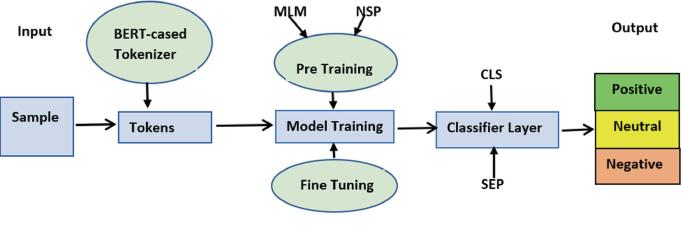 Input
BERT-cased
Tokenizer
MLM
NSP
Pre Training
Output
CLS
Sample
Tokens
Model Training
Classifier Layer
Positive
Neutral
Negative
Fine Tuning
SEP